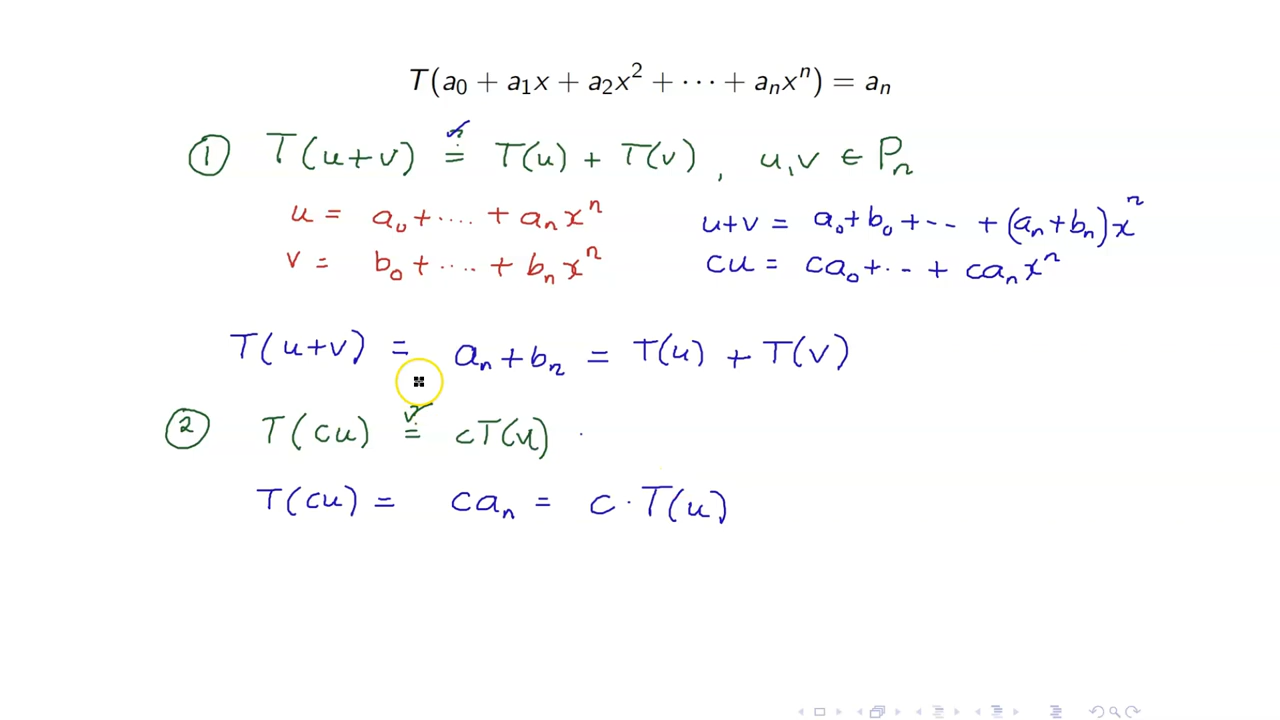 T(a₀ + a₁x + a₂x² + ··· + aₙxⁿ) = aₙ
① T(u+v) ≟ T(u) + T(v), u,v ∈ Pₙ
u = a₀ + .... + aₙxⁿ
v = b₀ + .... + bₙxⁿ
u+v = a₀+b₀ + -- + (aₙ+bₙ)xⁿ
cu = ca₀ + .-- + caₙxⁿ
T(u+v) = aₙ + bₙ = T(u) + T(v)
② T(cu) ≟ cT(u)
T(cu) = caₙ = c · T(u)